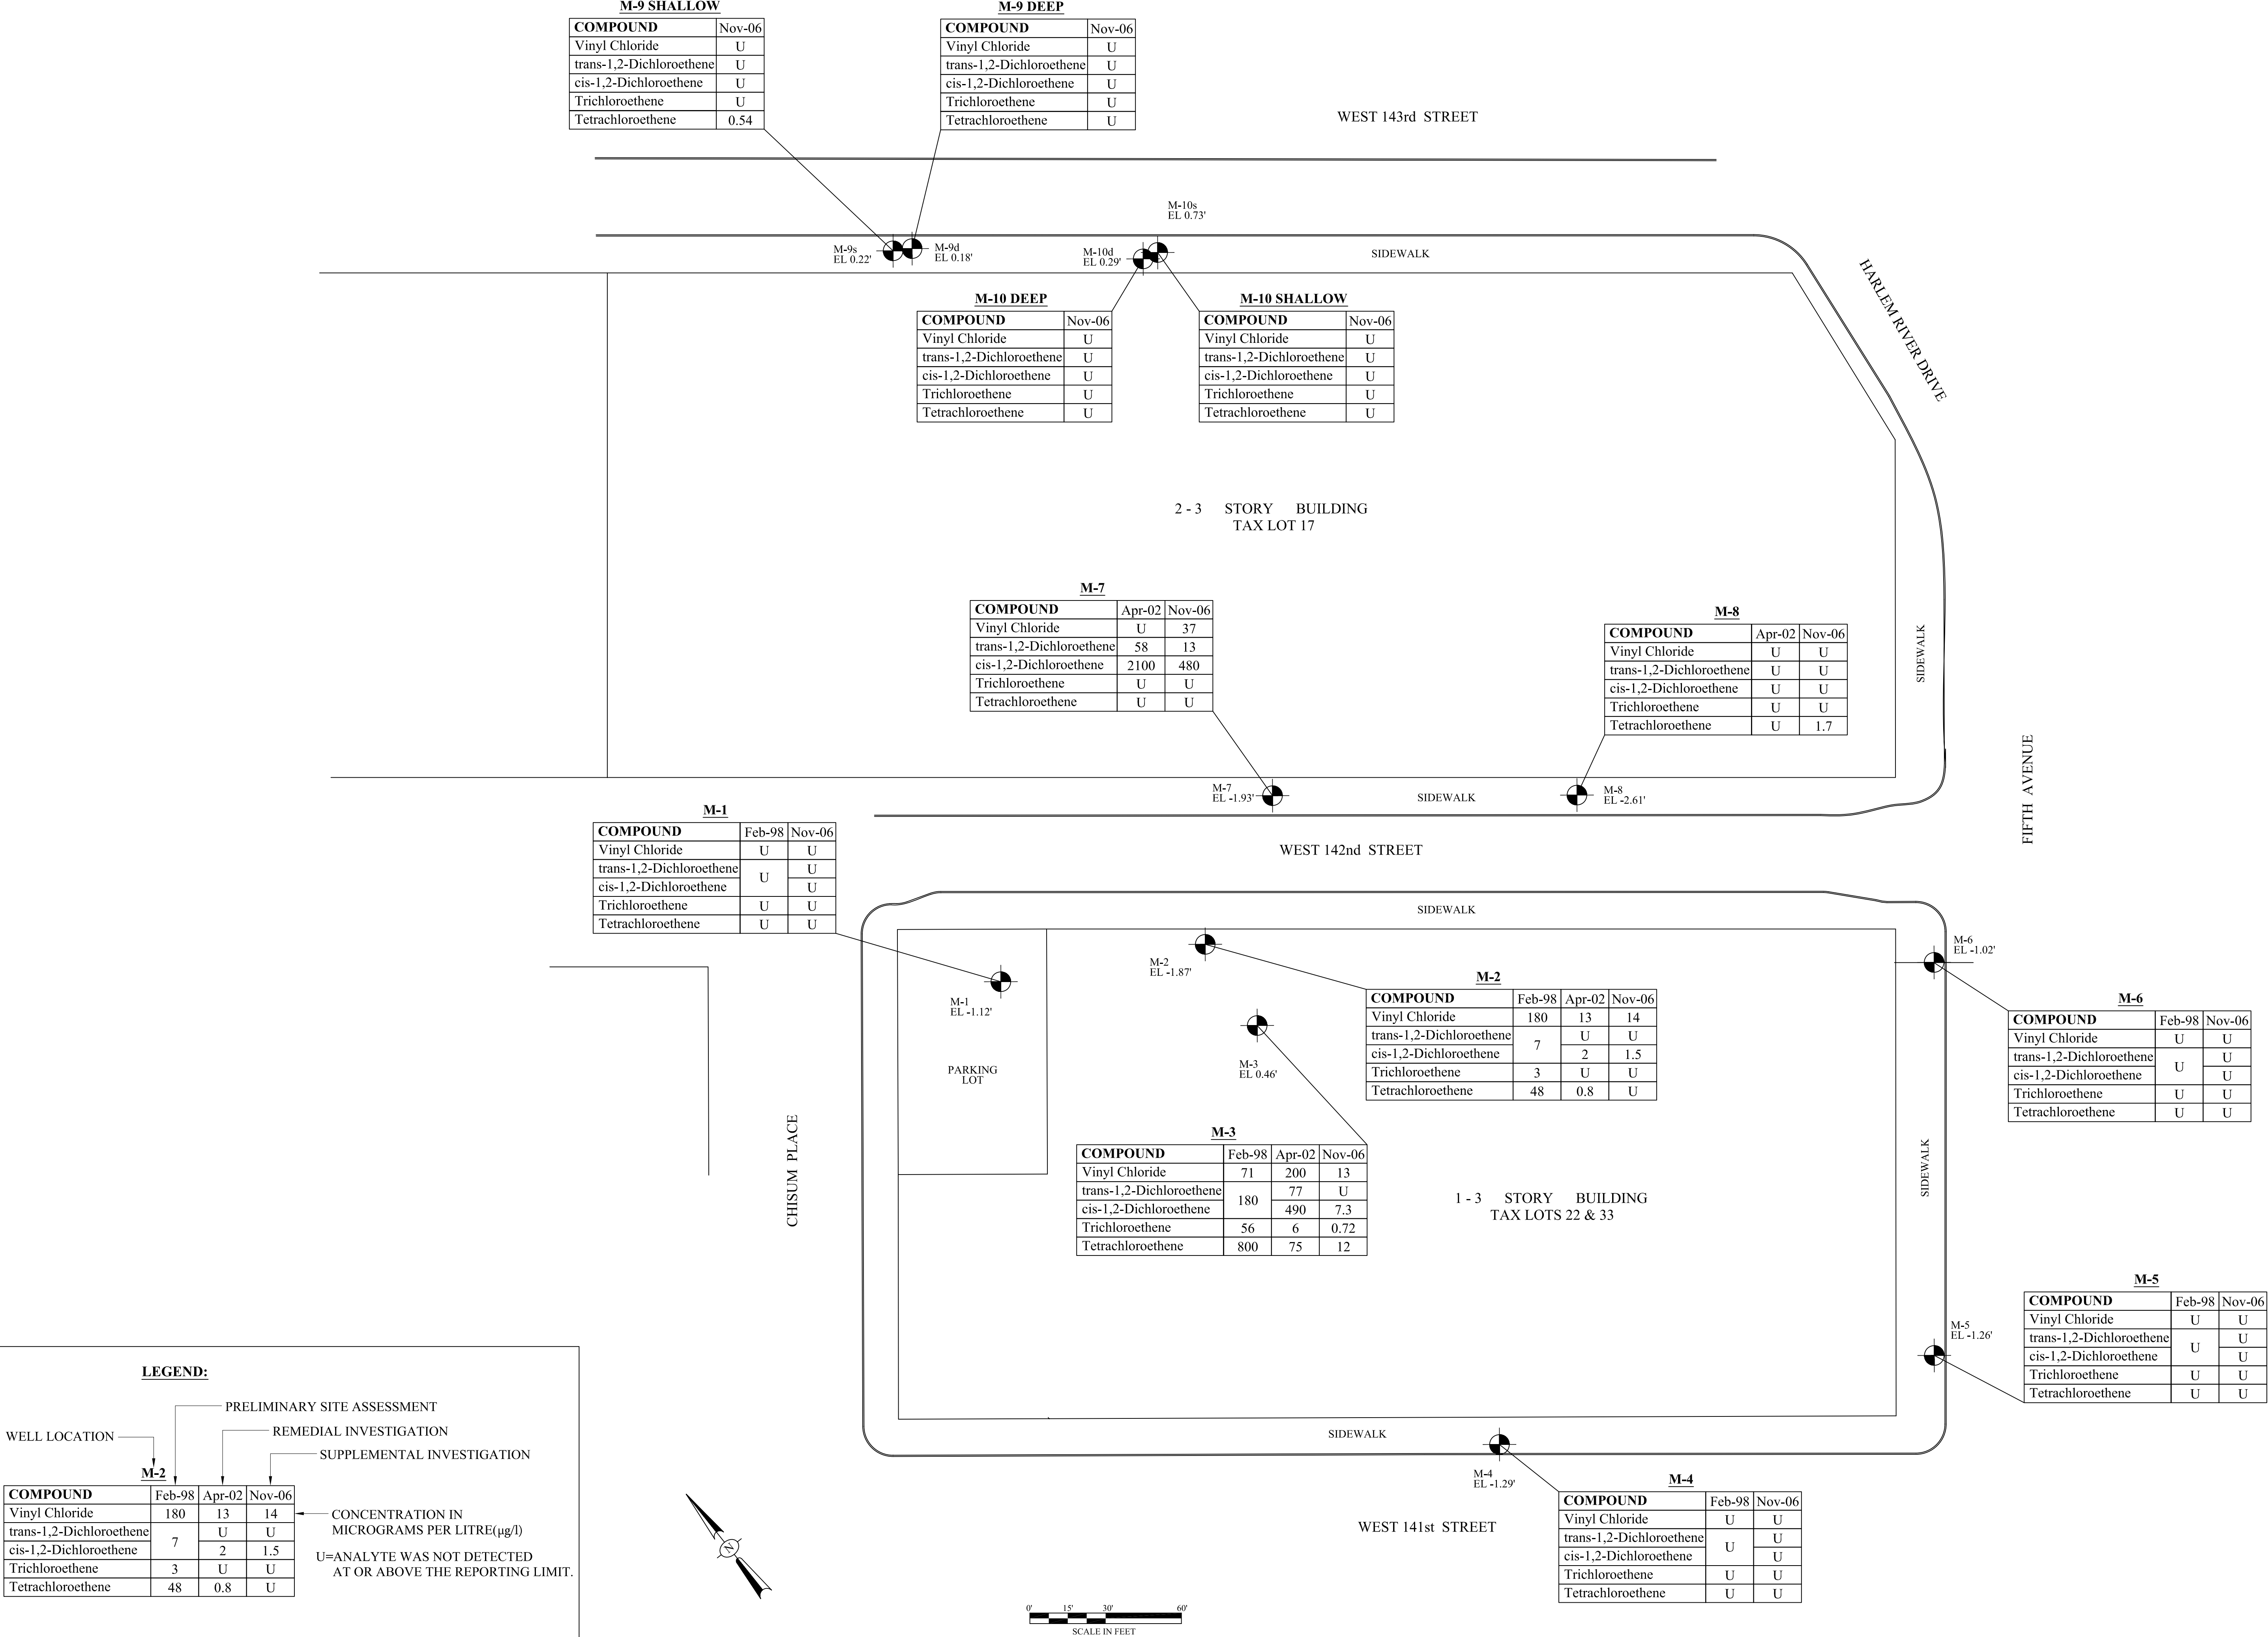 M-9 SHALLOW
COMPOUND Nov-06
Vinyl Chloride U
trans-1,2-Dichloroethene U
cis-1,2-Dichloroethene U
Trichloroethene U
Tetrachloroethene 0.54
M-9 DEEP
COMPOUND Nov-06
Vinyl Chloride U
trans-1,2-Dichloroethene U
cis-1,2-Dichloroethene U
Trichloroethene U
Tetrachloroethene U
WEST 143rd STREET
M-10s
EL 0.73'
M-9s
EL 0.22'
M-9d
EL 0.18'
M-10d
EL 0.29'
SIDEWALK
HARLEM RIVER DRIVE
M-10 DEEP
COMPOUND Nov-06
Vinyl Chloride U
trans-1,2-Dichloroethene U
cis-1,2-Dichloroethene U
Trichloroethene U
Tetrachloroethene U
M-10 SHALLOW
COMPOUND Nov-06
Vinyl Chloride U
trans-1,2-Dichloroethene U
cis-1,2-Dichloroethene U
Trichloroethene U
Tetrachloroethene U
2 - 3 STORY BUILDING
TAX LOT 17
M-7
COMPOUND Apr-02 Nov-06
Vinyl Chloride U 37
trans-1,2-Dichloroethene 58 13
cis-1,2-Dichloroethene 2100 480
Trichloroethene U U
Tetrachloroethene U U
M-8
COMPOUND Apr-02 Nov-06
Vinyl Chloride U U
trans-1,2-Dichloroethene U U
cis-1,2-Dichloroethene U U
Trichloroethene U U
Tetrachloroethene U 1.7
SIDEWALK
FIFTH AVENUE
M-7
EL -1.93'
SIDEWALK
M-8
EL -2.61'
WEST 142nd STREET
M-1
COMPOUND Feb-98 Nov-06
Vinyl Chloride U U
trans-1,2-Dichloroethene U U
cis-1,2-Dichloroethene U
Trichloroethene U U
Tetrachloroethene U U
SIDEWALK
M-1
EL -1.12'
PARKING
LOT
M-2
EL -1.87'
M-3
EL 0.46'
M-2
COMPOUND Feb-98 Apr-02 Nov-06
Vinyl Chloride 180 13 14
trans-1,2-Dichloroethene 7 U U
cis-1,2-Dichloroethene 2 1.5
Trichloroethene 3 U U
Tetrachloroethene 48 0.8 U
M-6
EL -1.02'
M-6
COMPOUND Feb-98 Nov-06
Vinyl Chloride U U
trans-1,2-Dichloroethene U U
cis-1,2-Dichloroethene U
Trichloroethene U U
Tetrachloroethene U U
CHISUM PLACE
M-3
COMPOUND Feb-98 Apr-02 Nov-06
Vinyl Chloride 71 200 13
trans-1,2-Dichloroethene 180 77 U
cis-1,2-Dichloroethene 490 7.3
Trichloroethene 56 6 0.72
Tetrachloroethene 800 75 12
1 - 3 STORY BUILDING
TAX LOTS 22 & 33
SIDEWALK
M-5
EL -1.26'
M-5
COMPOUND Feb-98 Nov-06
Vinyl Chloride U U
trans-1,2-Dichloroethene U U
cis-1,2-Dichloroethene U
Trichloroethene U U
Tetrachloroethene U U
SIDEWALK
M-4
EL -1.29'
WEST 141st STREET
M-4
COMPOUND Feb-98 Nov-06
Vinyl Chloride U U
trans-1,2-Dichloroethene U U
cis-1,2-Dichloroethene U
Trichloroethene U U
Tetrachloroethene U U
LEGEND:
PRELIMINARY SITE ASSESSMENT
REMEDIAL INVESTIGATION
SUPPLEMENTAL INVESTIGATION
WELL LOCATION
M-2
COMPOUND Feb-98 Apr-02 Nov-06
Vinyl Chloride 180 13 14
trans-1,2-Dichloroethene 7 U U
cis-1,2-Dichloroethene 2 1.5
Trichloroethene 3 U U
Tetrachloroethene 48 0.8 U
CONCENTRATION IN
MICROGRAMS PER LITRE(µg/l)
U=ANALYTE WAS NOT DETECTED
AT OR ABOVE THE REPORTING LIMIT.
N
0' 15' 30' 60'
SCALE IN FEET